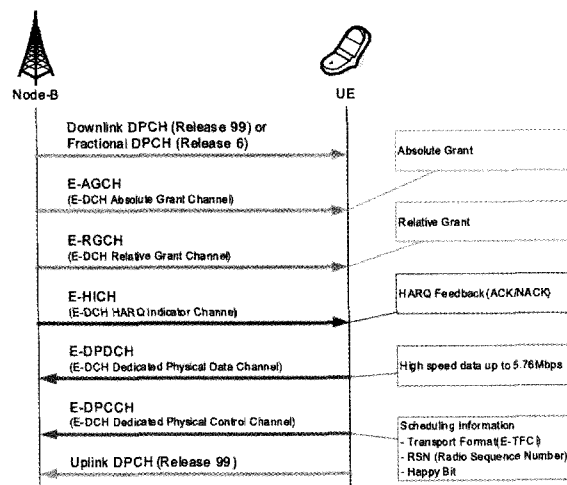 Node-B
UE
Downlink DPCH (Release 99) or
Fractional DPCH (Release 6)
Absolute Grant
E-AGCH
(E-DCH Absolute Grant Channel)
Relative Grant
E-RGCH
(E-DCH Relative Grant Channel)
E-HICH
(E-DCH HARQ Indicator Channel)
HARQ Feedback (ACK/NACK)
E-DPDCH
(E-DCH Dedicated Physical Data Channel)
High speed data up to 5.76Mbps
E-DPCCH
(E-DCH Dedicated Physical Control Channel)
Scheduling Information
- Transport Format(E-TFCI)
- RSN (Radio Sequence Number)
- Happy Bit
Uplink DPCH (Release 99)